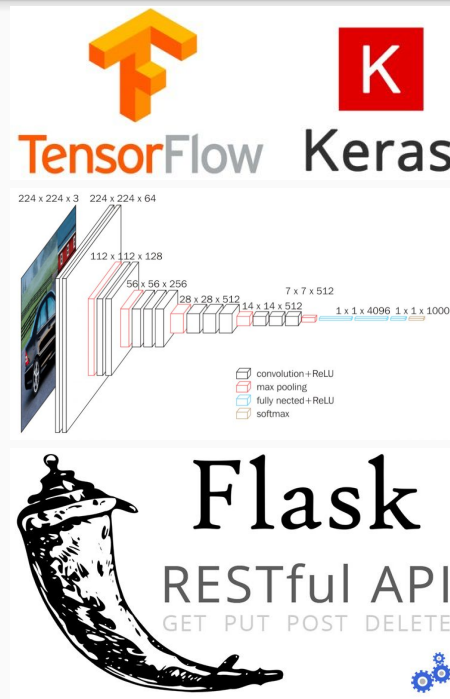 TensorFlow
Keras
224 x 224 x 3
224 x 224 x 64
112 x 112 x 128
56 x 56 x 256
28 x 28 x 512
14 x 14 x 512
7 x 7 x 512
1 x 1 x 4096
1 x 1 x 1000
convolution+ReLU
max pooling
fully nected+ReLU
softmax
Flask
RESTful API
GET PUT POST DELETE